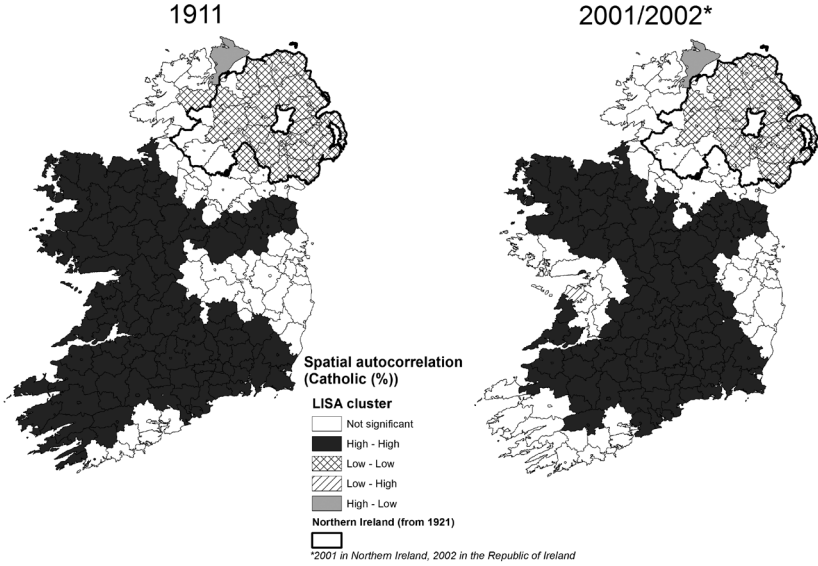 1911
2001/2002*
Spatial autocorrelation
(Catholic (%))
LISA cluster
Not significant
High - High
Low - Low
Low - High
High - Low
Northern Ireland (from 1921)
*2001 in Northern Ireland, 2002 in the Republic of Ireland